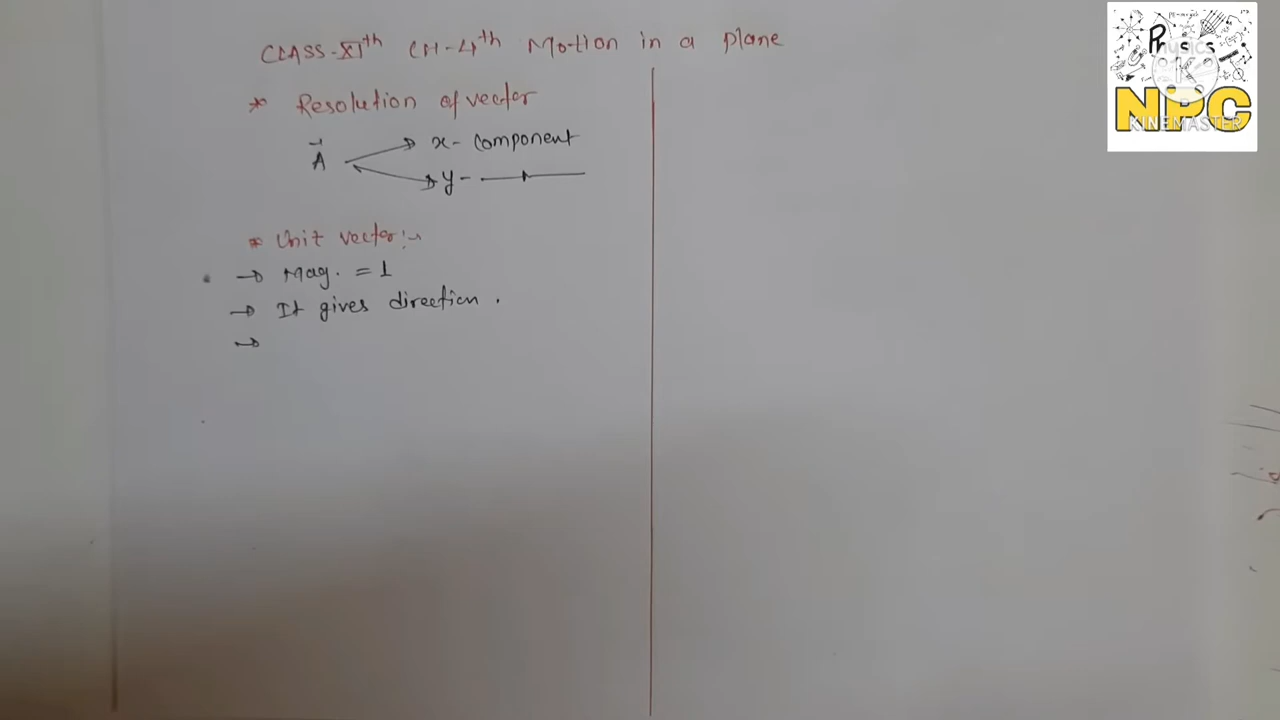 CLASS-XIth CH-4th Motion in a plane
* Resolution of vector
A → x- component
→ y- —〃—
* Unit vector:→
→ Mag. = 1
→ It gives direction.
→
Physics
K
NPC
KINEMASTER